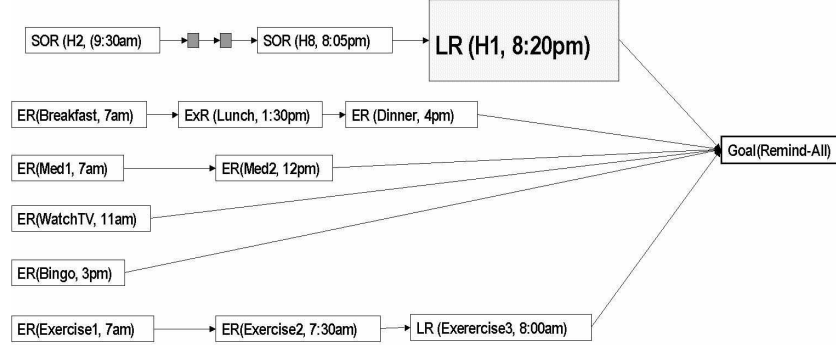 SOR (H2, (9:30am)
SOR (H8, 8:05pm)
LR (H1, 8:20pm)
ER(Breakfast, 7am)
ExR (Lunch, 1:30pm)
ER (Dinner, 4pm)
Goal(Remind-All)
ER(Med1, 7am)
ER(Med2, 12pm)
ER(WatchTV, 11am)
ER(Bingo, 3pm)
ER(Exercise1, 7am)
ER(Exercise2, 7:30am)
LR (Exerercise3, 8:00am)